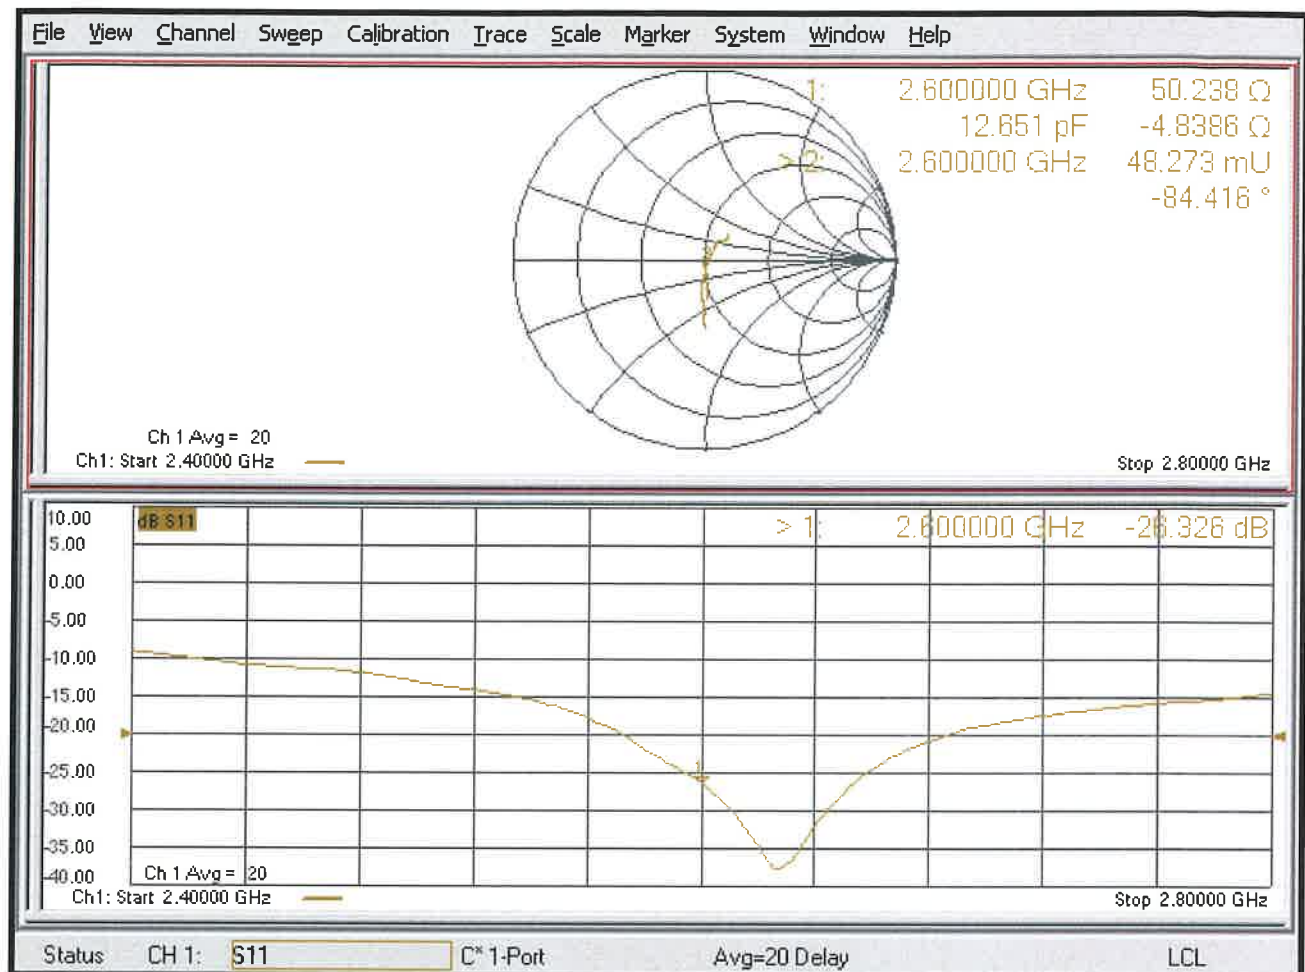 File View Channel Sweep Calibration Trace Scale Marker System Window Help
1: 2.600000 GHz 50.238 Ω
12.651 pF -4.8386 Ω
> 2: 2.600000 GHz 48.273 mU
-84.416 °
Ch 1 Avg = 20
Ch1: Start 2.40000 GHz
Stop 2.80000 GHz
10.00
dB S11
> 1: 2.600000 GHz -26.326 dB
5.00
0.00
-5.00
-10.00
-15.00
-20.00
-25.00
1
-30.00
-35.00
-40.00
Ch 1 Avg = 20
Ch1: Start 2.40000 GHz
Stop 2.80000 GHz
Status CH 1: S11 C* 1-Port Avg=20 Delay LCL